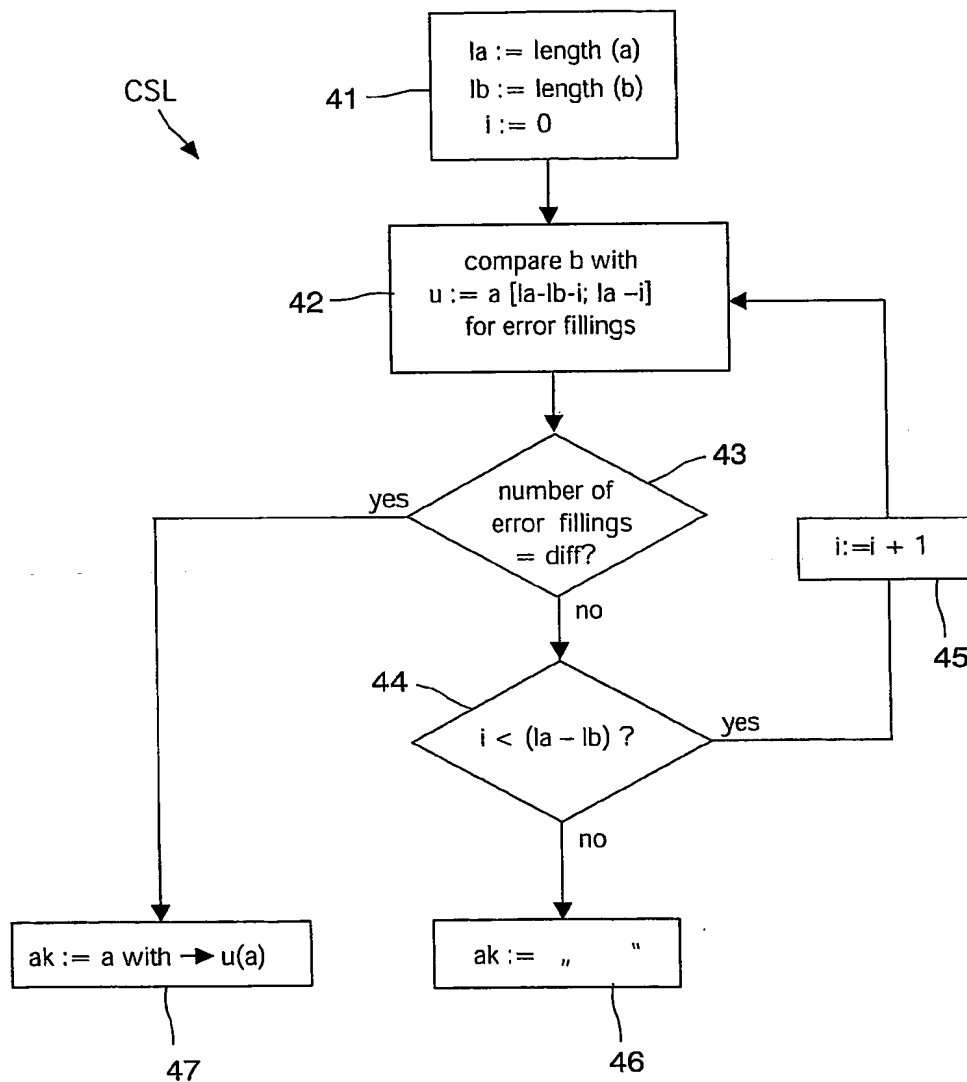 la := length (a)
lb := length (b)
i := 0
41
CSL
compare b with
u := a [la-lb-i; la –i]
for error fillings
42
43
number of
error fillings
= diff?
yes
no
i:=i + 1
45
44
i < (la – lb) ?
yes
no
ak := a with → u(a)
47
ak := „ “
46